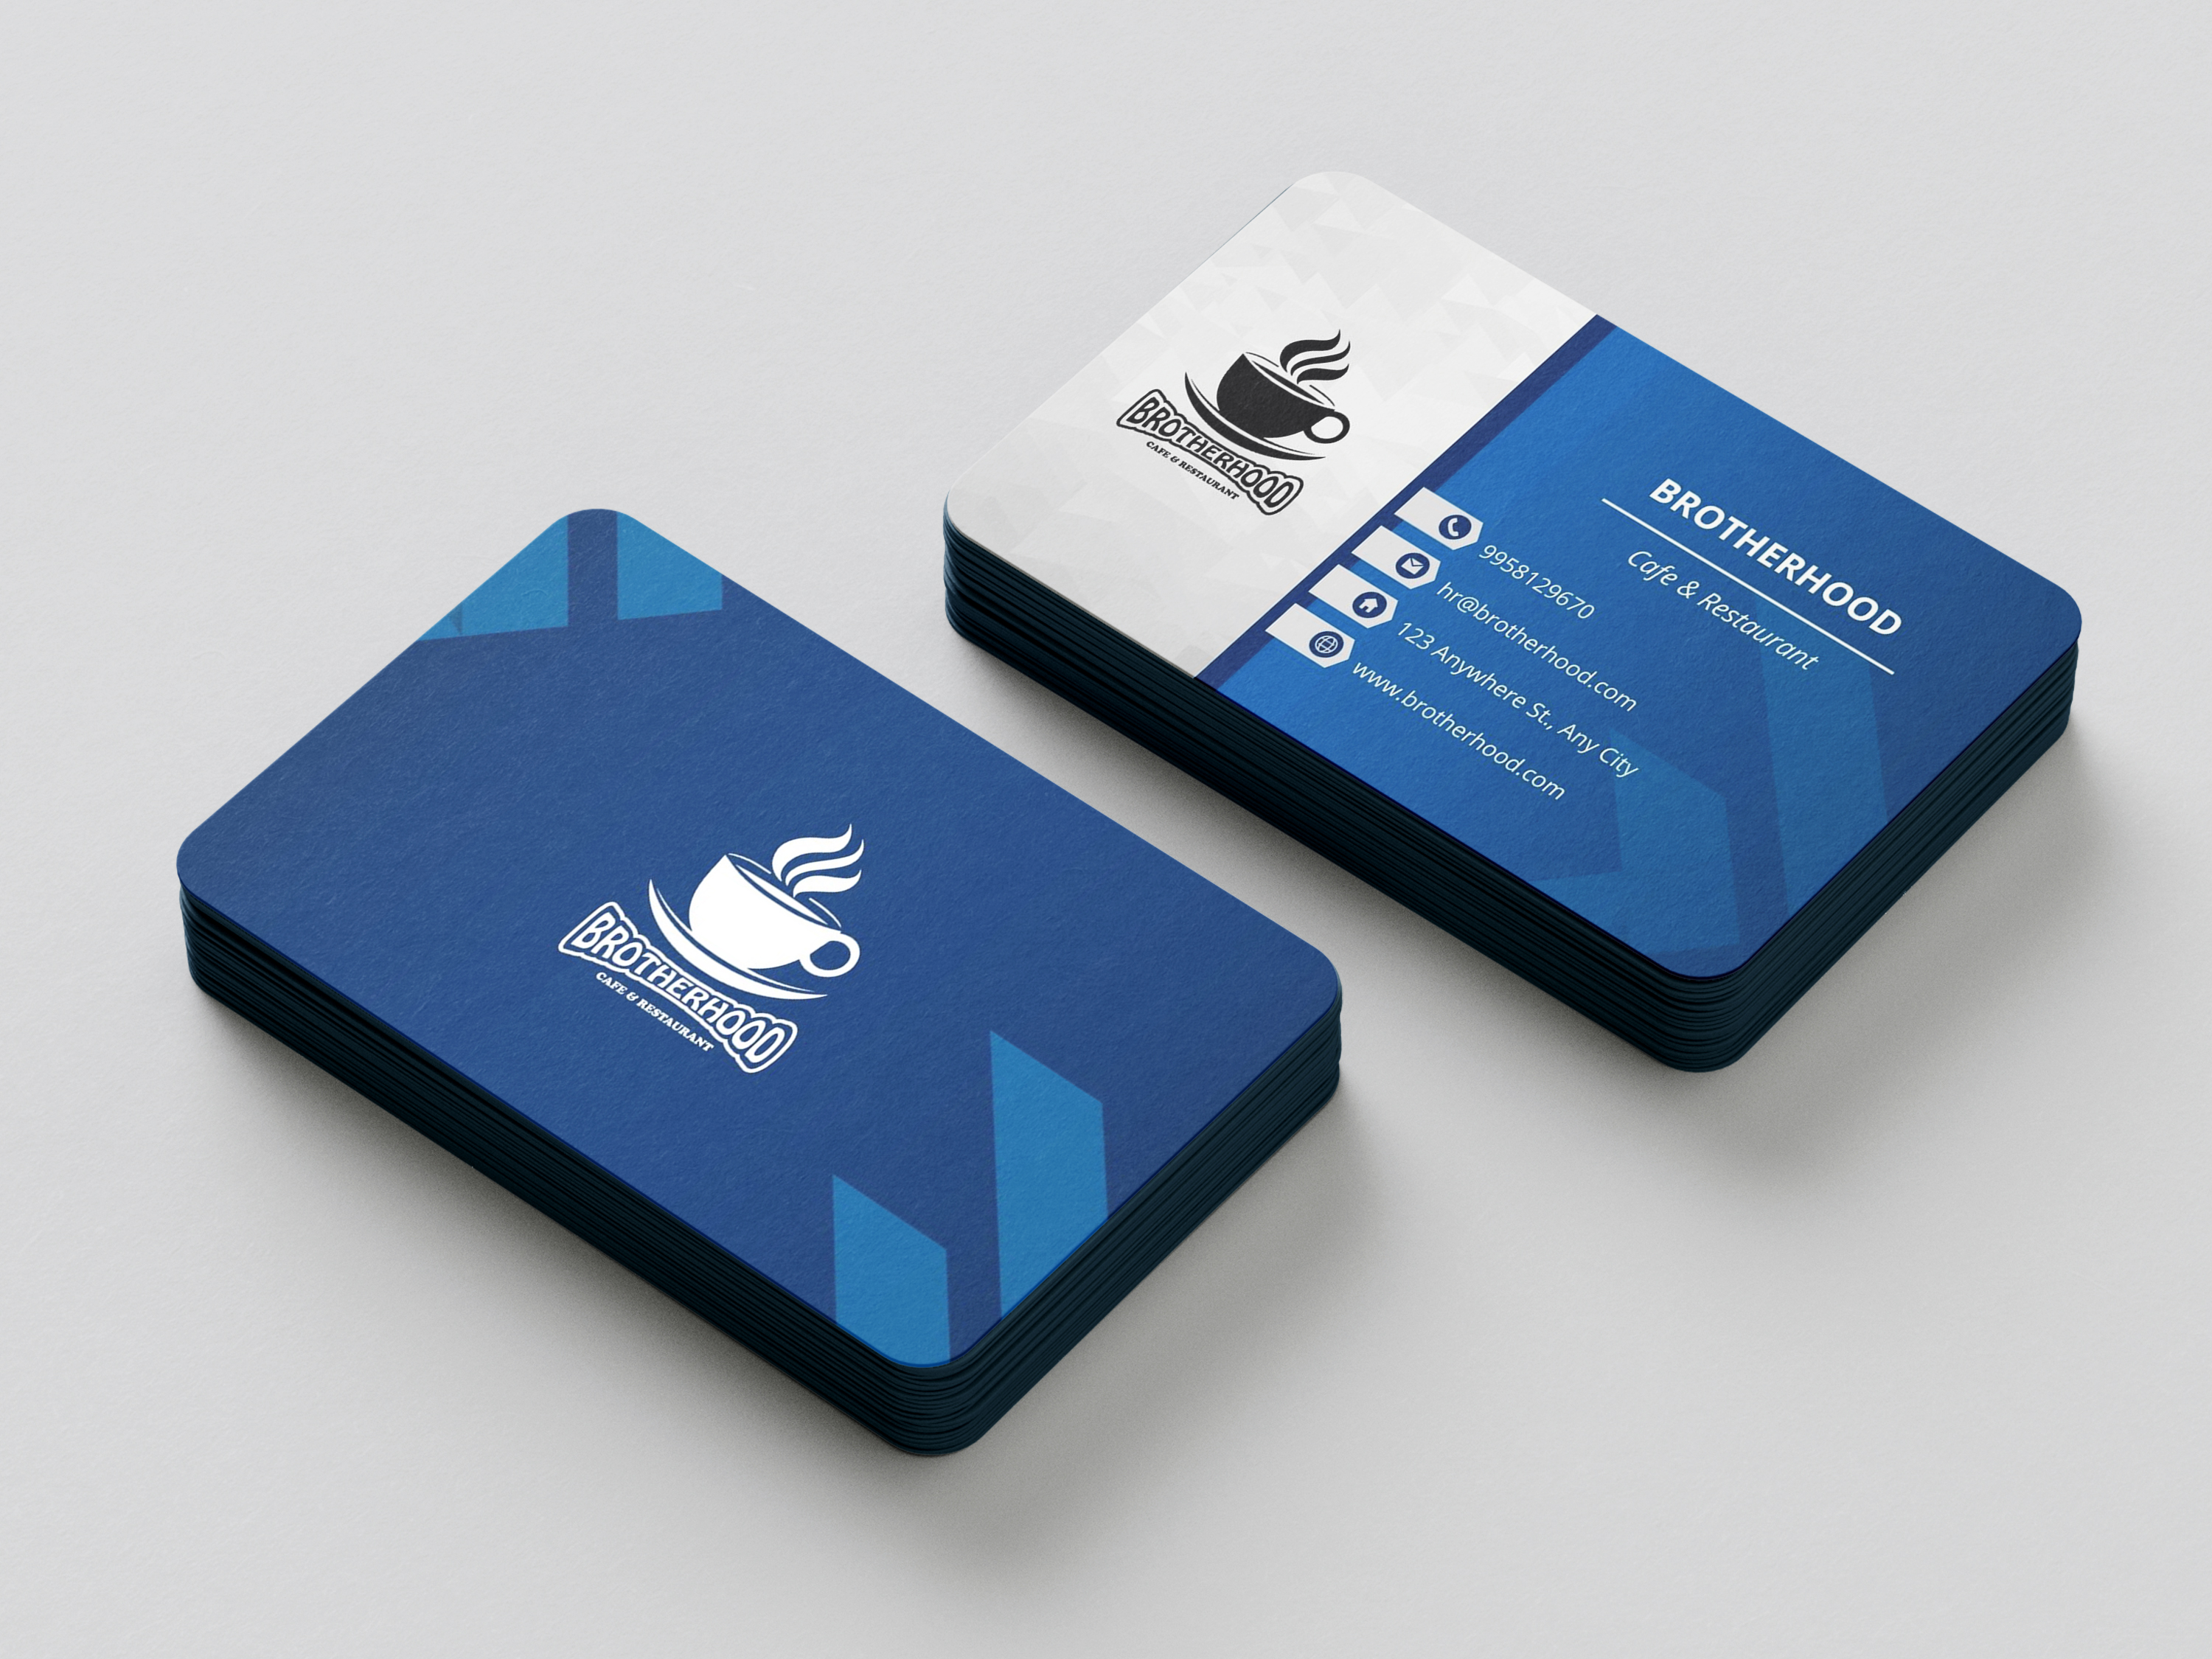 BROTHERHOOD
CAFE & RESTAURANT
BROTHERHOOD
Cafe & Restaurant
9958129670
hr@brotherhood.com
123 Anywhere St., Any City
www.brotherhood.com
BROTHERHOOD
CAFE & RESTAURANT